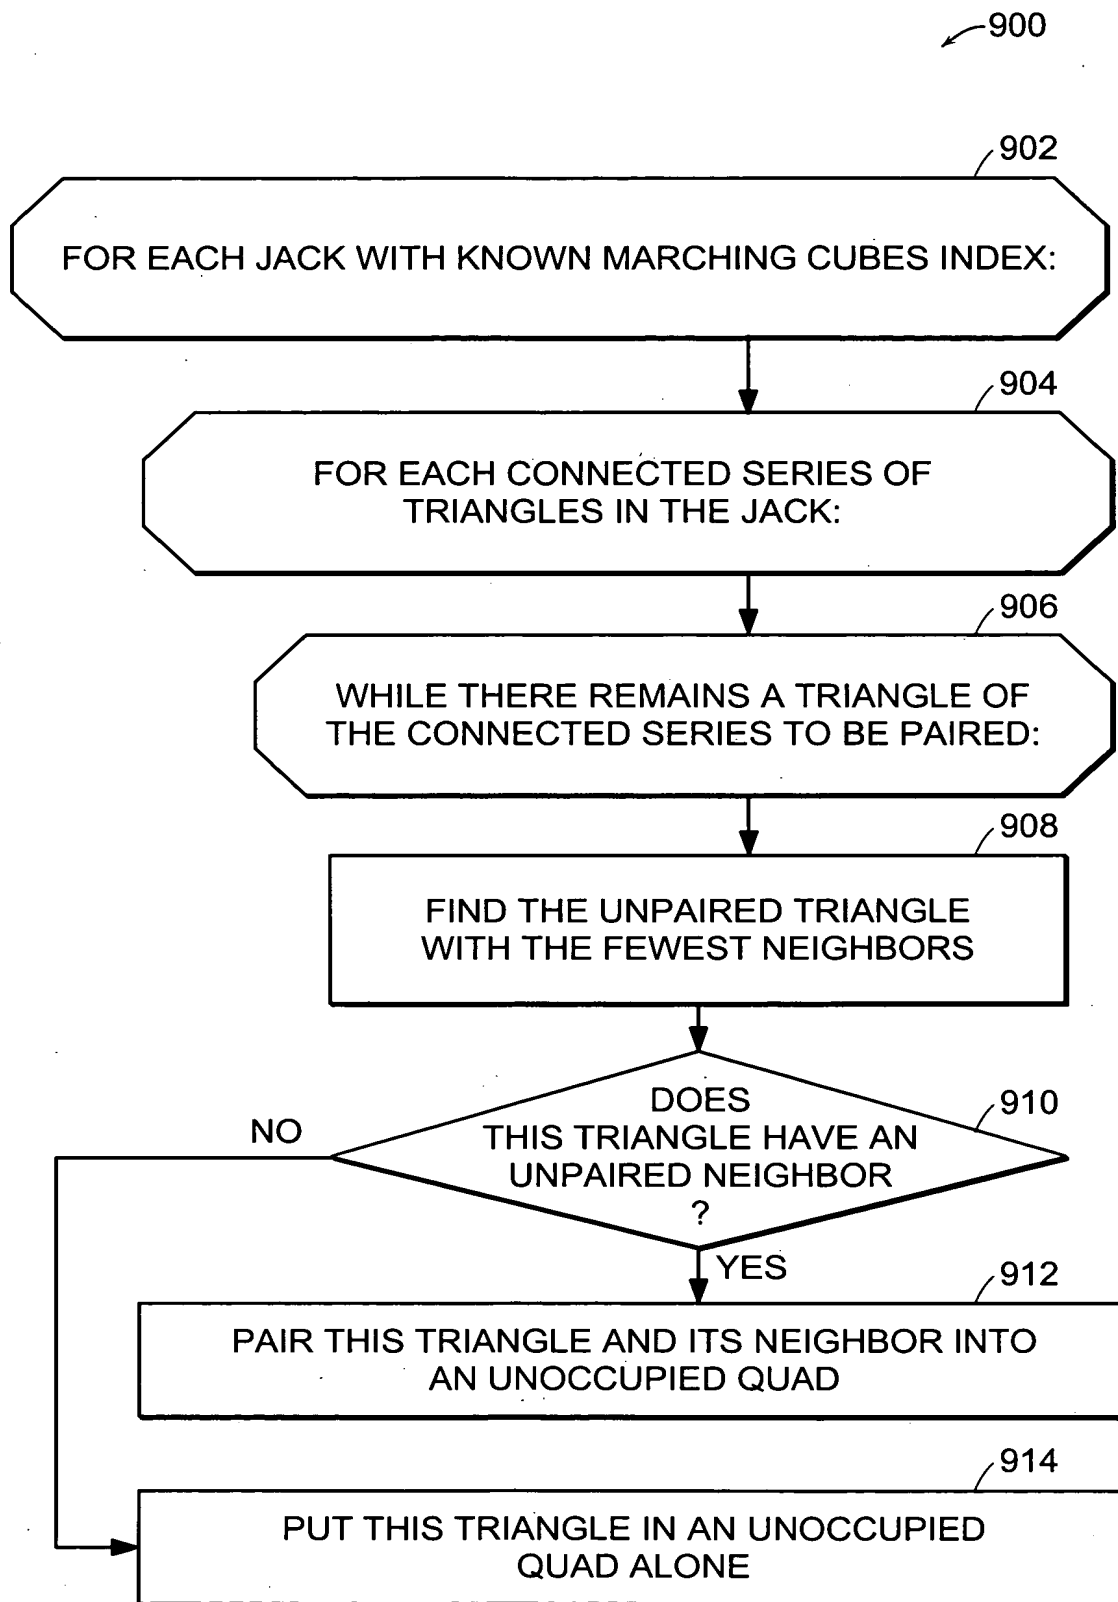 900
902
FOR EACH JACK WITH KNOWN MARCHING CUBES INDEX:
904
FOR EACH CONNECTED SERIES OF
TRIANGLES IN THE JACK:
906
WHILE THERE REMAINS A TRIANGLE OF
THE CONNECTED SERIES TO BE PAIRED:
908
FIND THE UNPAIRED TRIANGLE
WITH THE FEWEST NEIGHBORS
910
DOES
THIS TRIANGLE HAVE AN
UNPAIRED NEIGHBOR
?
NO
YES
912
PAIR THIS TRIANGLE AND ITS NEIGHBOR INTO
AN UNOCCUPIED QUAD
914
PUT THIS TRIANGLE IN AN UNOCCUPIED
QUAD ALONE